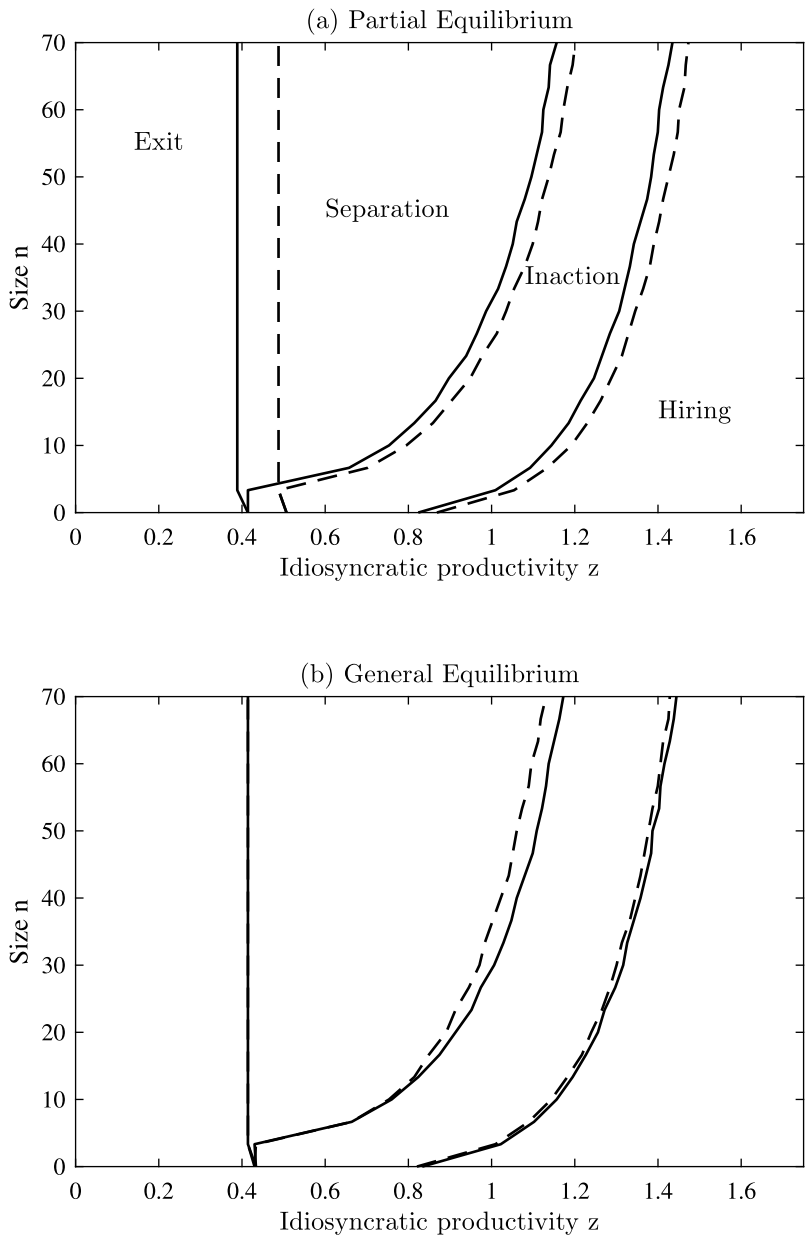 (a) Partial Equilibrium
70
60
50
40
30
20
10
0
Size n
Exit
Separation
Inaction
Hiring
0 0.2 0.4 0.6 0.8 1 1.2 1.4 1.6
Idiosyncratic productivity z
(b) General Equilibrium
70
60
50
40
30
20
10
0
Size n
0 0.2 0.4 0.6 0.8 1 1.2 1.4 1.6
Idiosyncratic productivity z